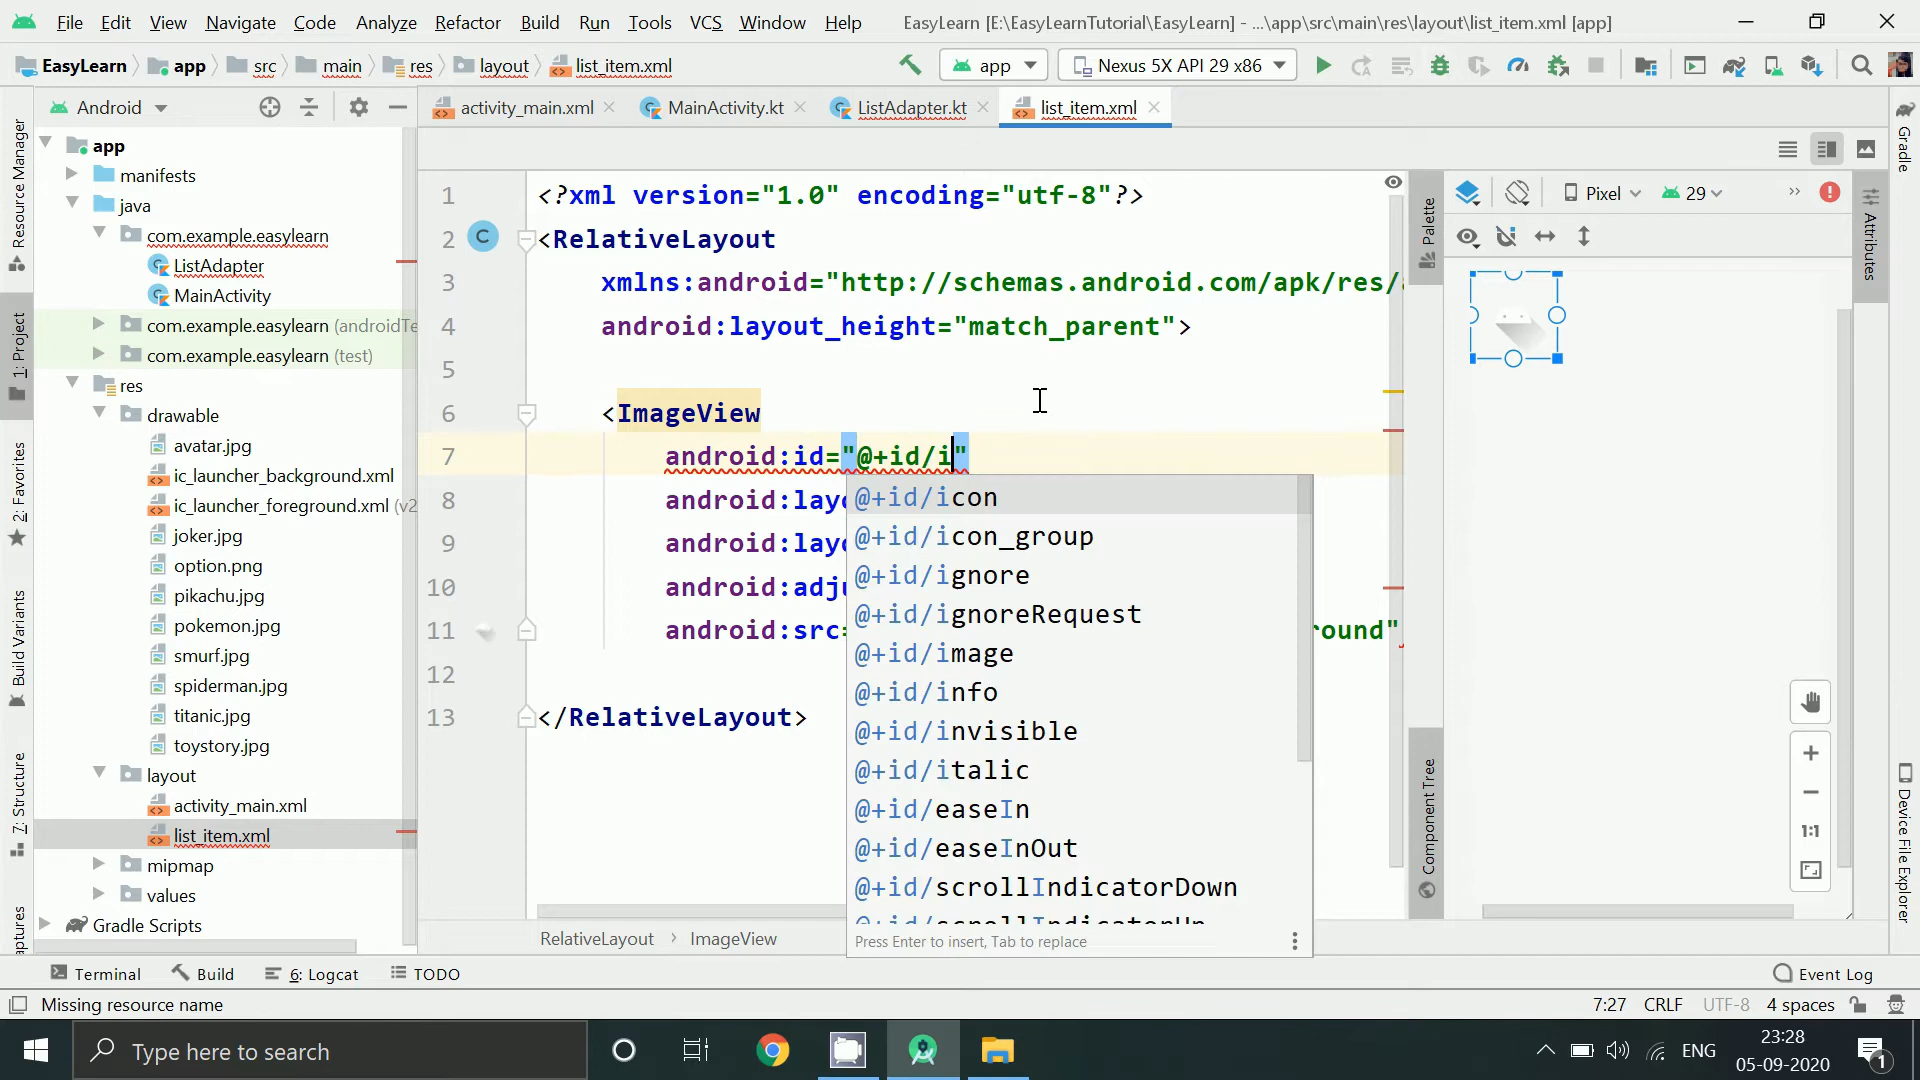 File Edit View Navigate Code Analyze Refactor Build Run Tools VCS Window Help EasyLearn [E:\EasyLearnTutorial\EasyLearn] - ...\app\src\main\res\layout\list_item.xml [app]
EasyLearn app src main res layout list_item.xml app Nexus 5X API 29 x86
Android activity_main.xml MainActivity.kt ListAdapter.kt list_item.xml
Resource Manager
1: Project
2: Favorites
Build Variants
7: Structure
app
manifests
java
com.example.easylearn
ListAdapter
MainActivity
com.example.easylearn (androidTe
com.example.easylearn (test)
res
drawable
avatar.jpg
ic_launcher_background.xml
ic_launcher_foreground.xml (v2
joker.jpg
option.png
pikachu.jpg
pokemon.jpg
smurf.jpg
spiderman.jpg
titanic.jpg
toystory.jpg
layout
activity_main.xml
list_item.xml
mipmap
values
Gradle Scripts
1 <?xml version="1.0" encoding="utf-8"?>
2 C <RelativeLayout
3 xmlns:android="http://schemas.android.com/apk/res/
4 android:layout_height="match_parent">
5
6 <ImageView
7 android:id="@+id/i"
8 android:layo
9 android:layo
10 android:adju
11 android:src= round"
12
13 </RelativeLayout>
@+id/icon
@+id/icon_group
@+id/ignore
@+id/ignoreRequest
@+id/image
@+id/info
@+id/invisible
@+id/italic
@+id/easeIn
@+id/easeInOut
@+id/scrollIndicatorDown
@+id/scrollIndicatorUp
Press Enter to insert, Tab to replace
RelativeLayout ImageView
Palette
Component Tree
Pixel 29
1:1
Gradle
Attributes
Device File Explorer
Terminal Build 6: Logcat TODO Event Log
Missing resource name 7:27 CRLF UTF-8 4 spaces
Type here to search ENG 23:28
05-09-2020 1